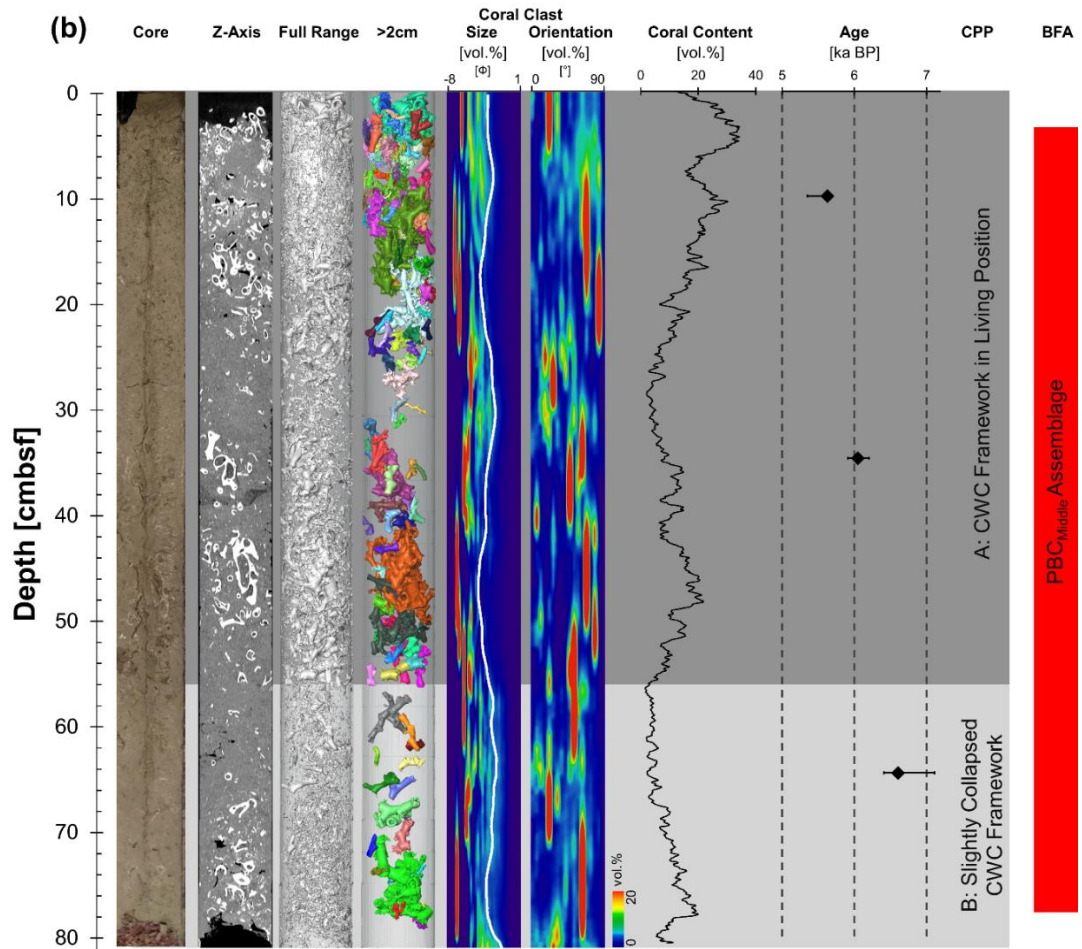 (b)
Coral Clast
Core Z-Axis Full Range >2cm Size Orientation Coral Content Age CPP BFA
[vol.%] [vol.%] [vol.%] [ka BP]
[Φ] [°]
-8 1 0 90 0 20 40 5 6 7
Depth [cmbsf]
0
10
20
30
40
50
60
70
80
A: CWC Framework in Living Position
B: Slightly Collapsed
CWC Framework
PBCMiddle Assemblage
vol.%
20
0